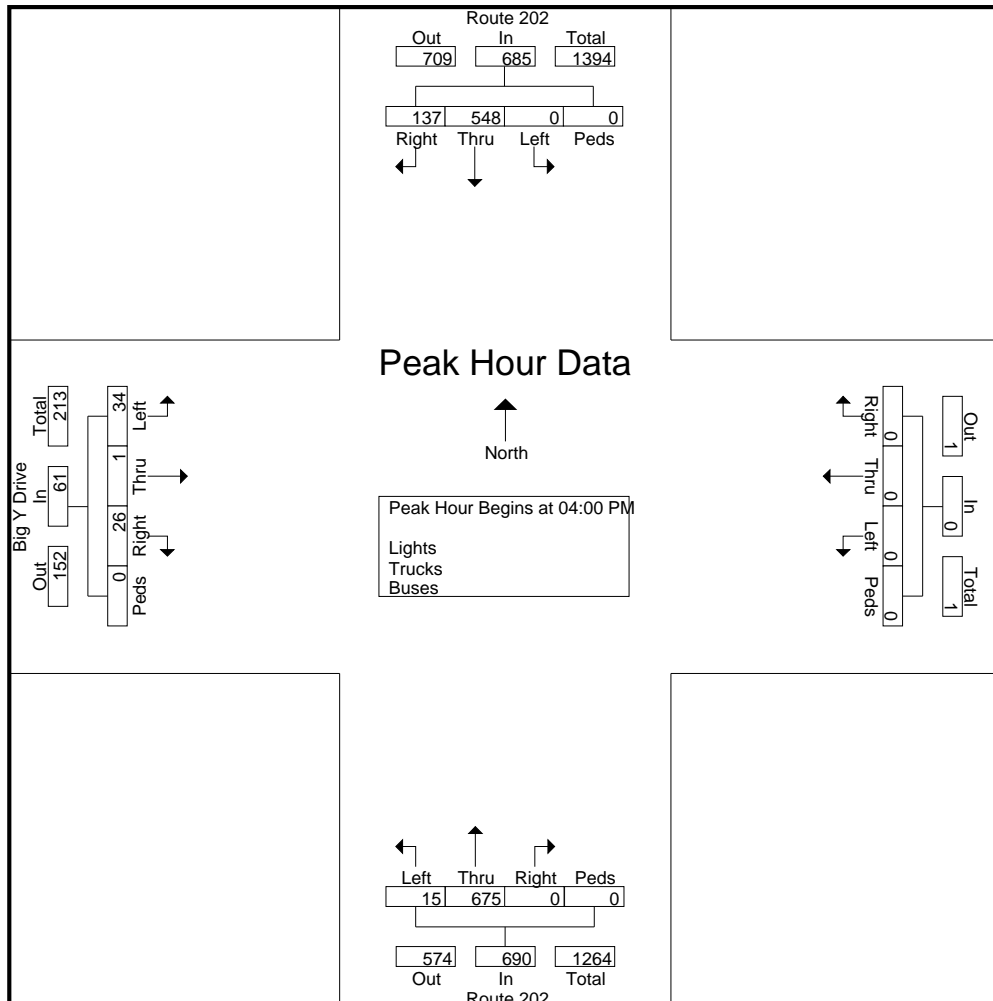 Route 202
Out In Total
709 685 1394
137 548 0 0
Right Thru Left Peds
Peak Hour Data
North
Peak Hour Begins at 04:00 PM
Lights
Trucks
Buses
Big Y Drive
Out In Total
152 61 213
34 1 26 0
Left Thru Right Peds
Out In Total
1 0 1
Right Thru Left Peds
0 0 0 0
Left Thru Right Peds
15 675 0 0
574 690 1264
Out In Total
Route 202